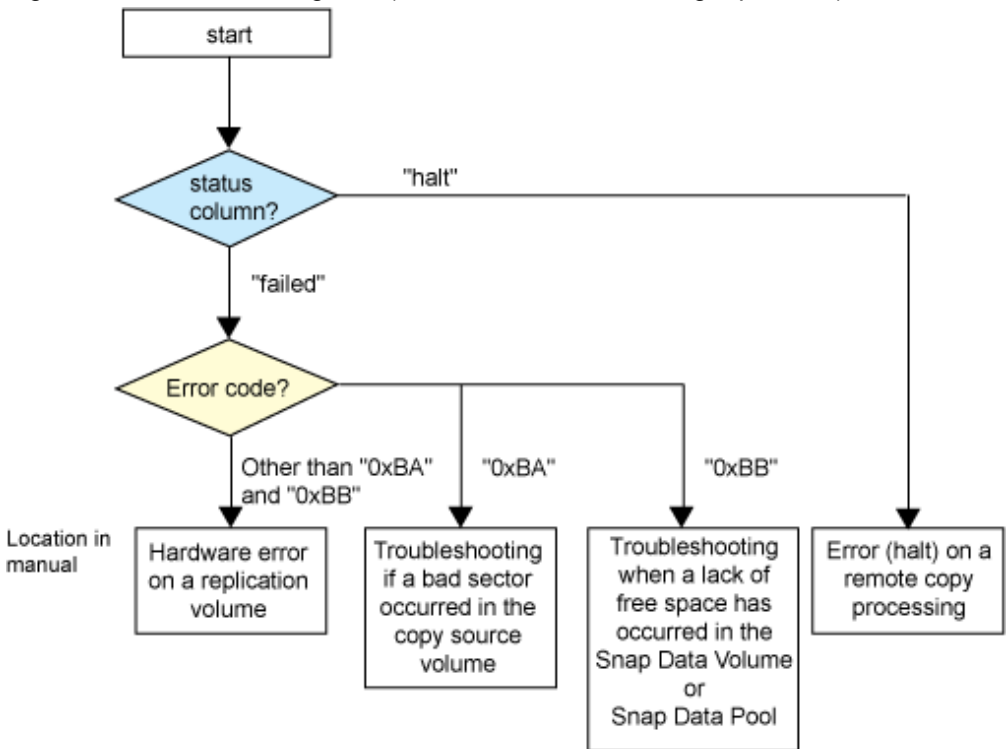 start
status
column?
"halt"
"failed"
Error code?
Other than "0xBA"
and "0xBB"
"0xBA"
"0xBB"
Location in
manual
Hardware error
on a replication
volume
Troubleshooting
if a bad sector
occurred in the
copy source
volume
Troubleshooting
when a lack of
free space has
occurred in the
Snap Data Volume
or
Snap Data Pool
Error (halt) on a
remote copy
processing